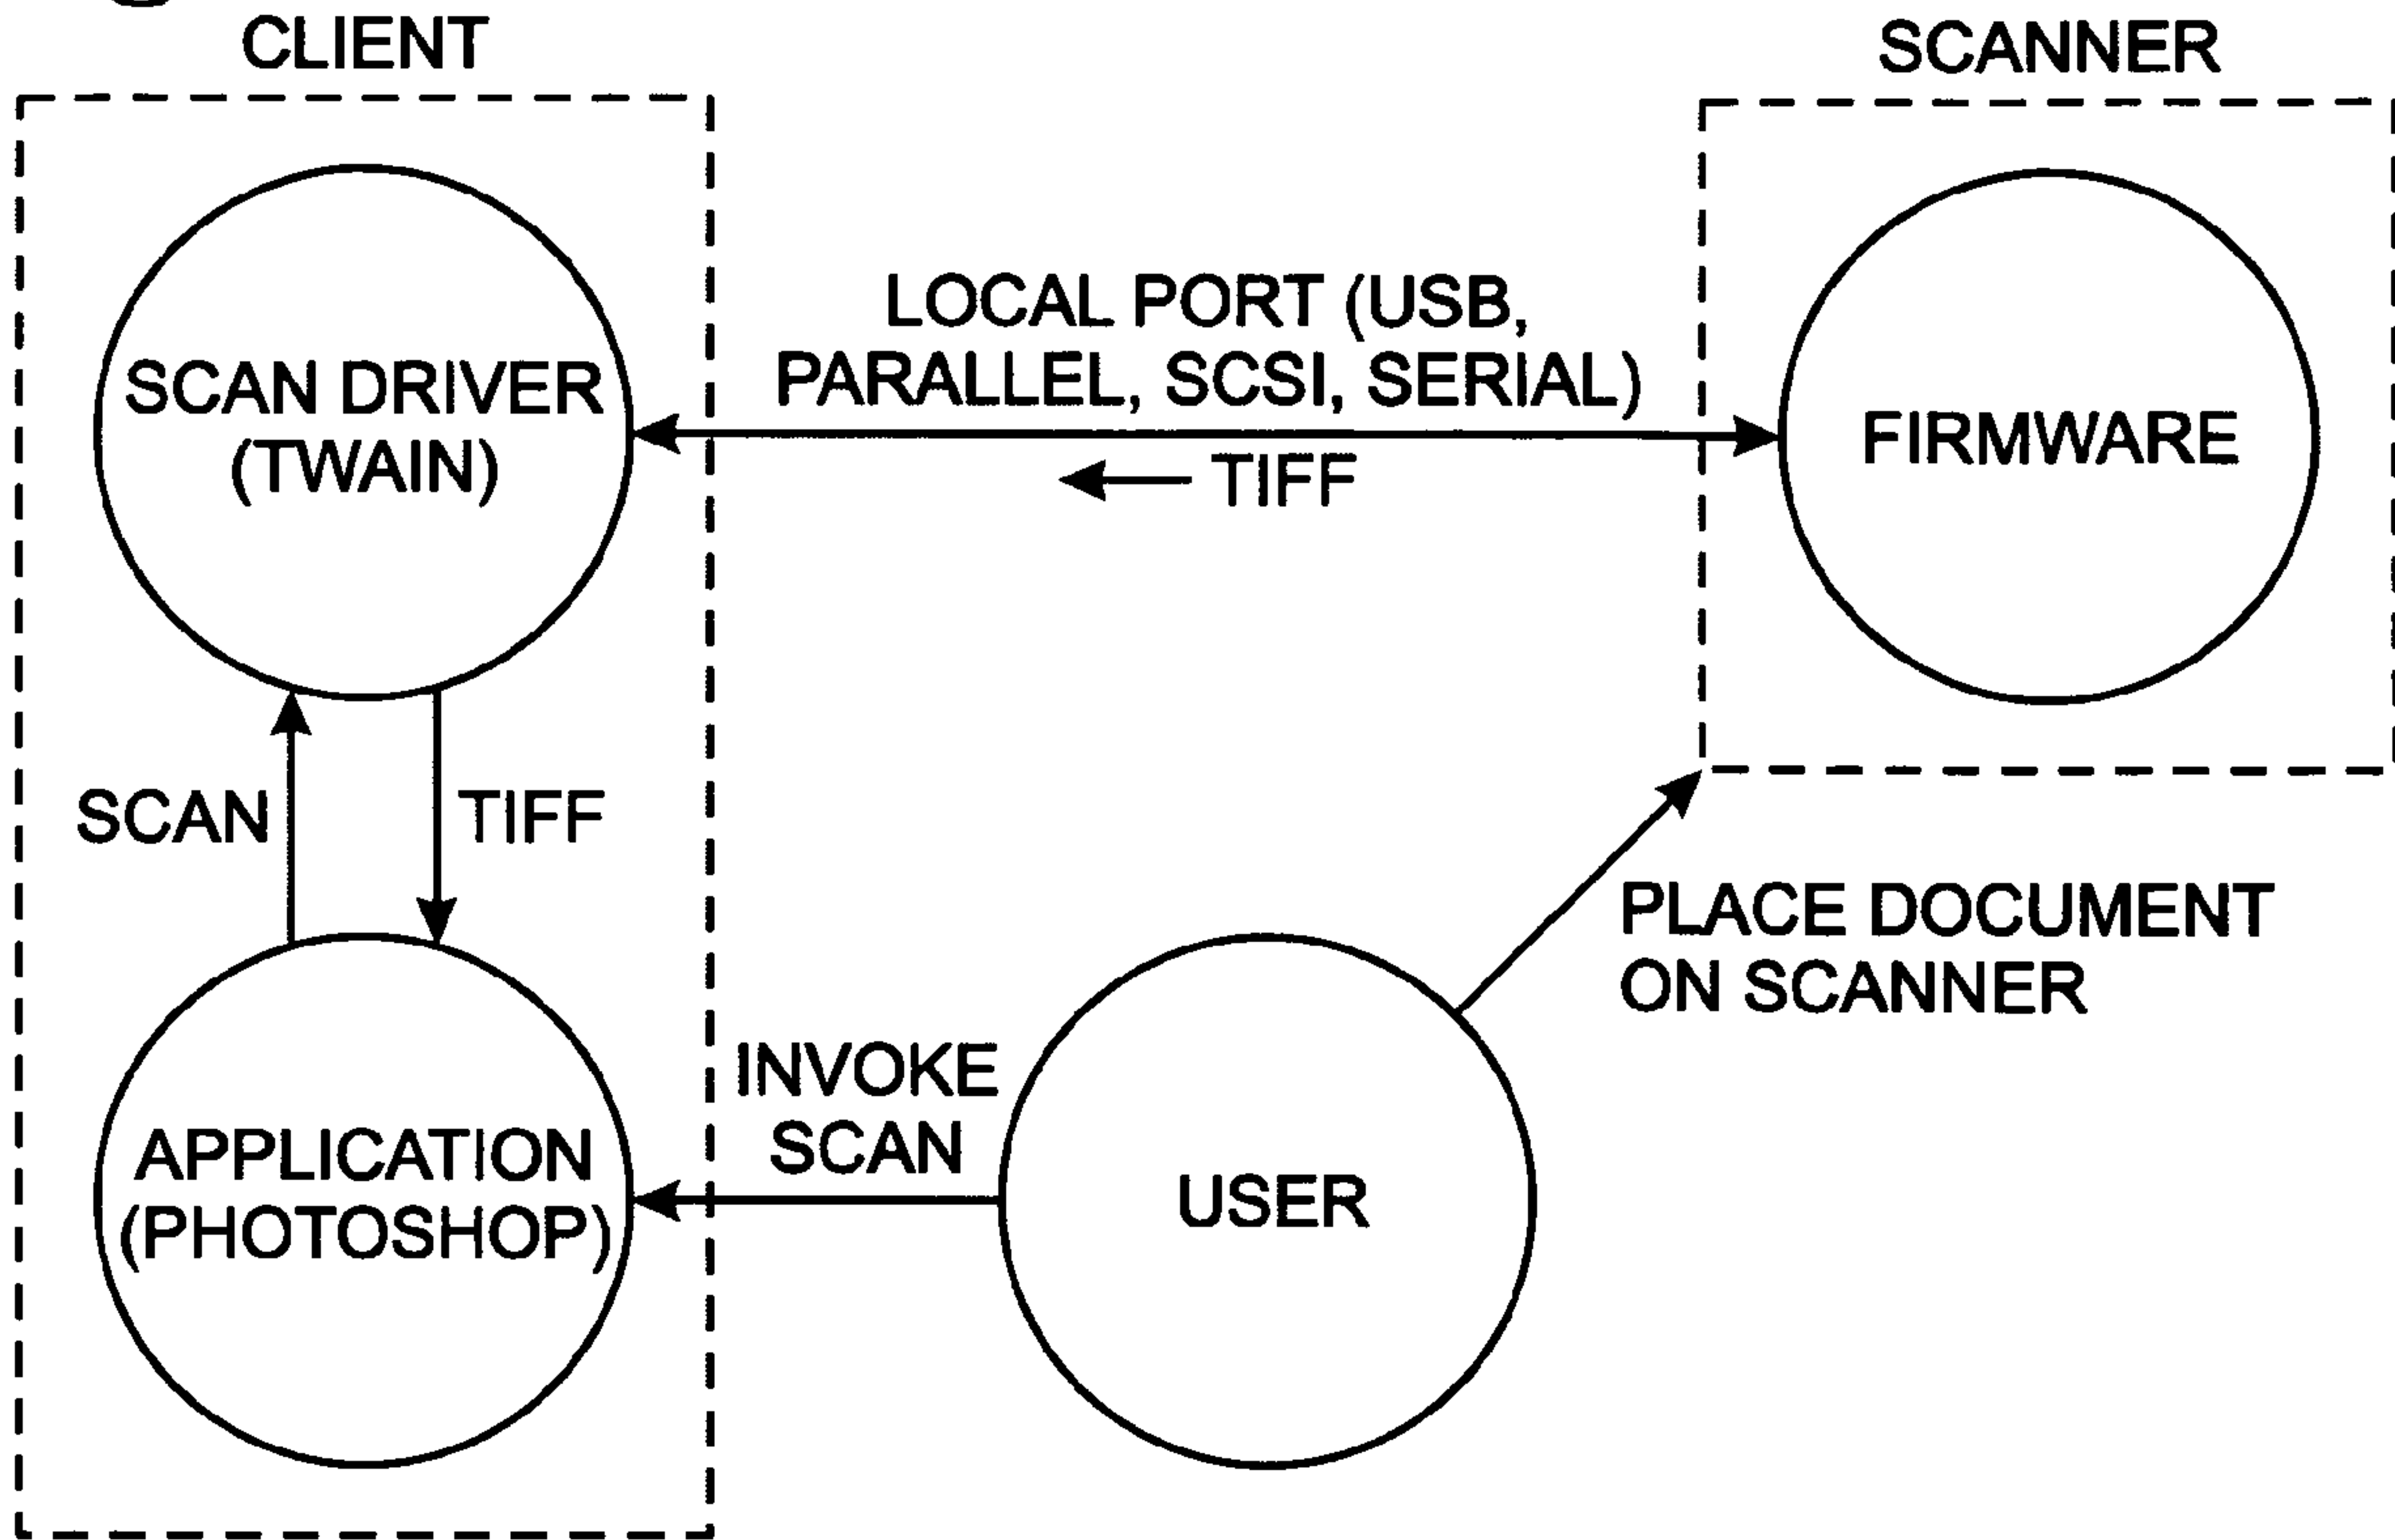 CLIENT
SCANNER
SCAN DRIVER
(TWAIN)
LOCAL PORT (USB,
PARALLEL, SCSI, SERIAL)
TIFF
FIRMWARE
SCAN
TIFF
PLACE DOCUMENT
ON SCANNER
INVOKE
SCAN
APPLICATION
(PHOTOSHOP)
USER